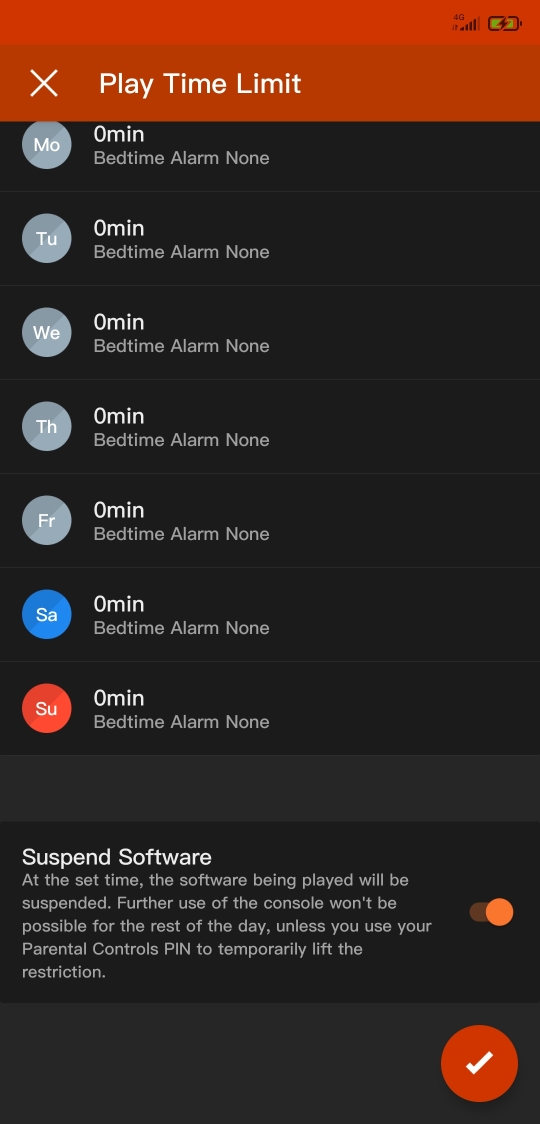 4G
Play Time Limit
Mo
0min
Bedtime Alarm None
Tu
0min
Bedtime Alarm None
We
0min
Bedtime Alarm None
Th
0min
Bedtime Alarm None
Fr
0min
Bedtime Alarm None
Sa
0min
Bedtime Alarm None
Su
0min
Bedtime Alarm None
Suspend Software
At the set time, the software being played will be
suspended. Further use of the console won't be
possible for the rest of the day, unless you use your
Parental Controls PIN to temporarily lift the
restriction.